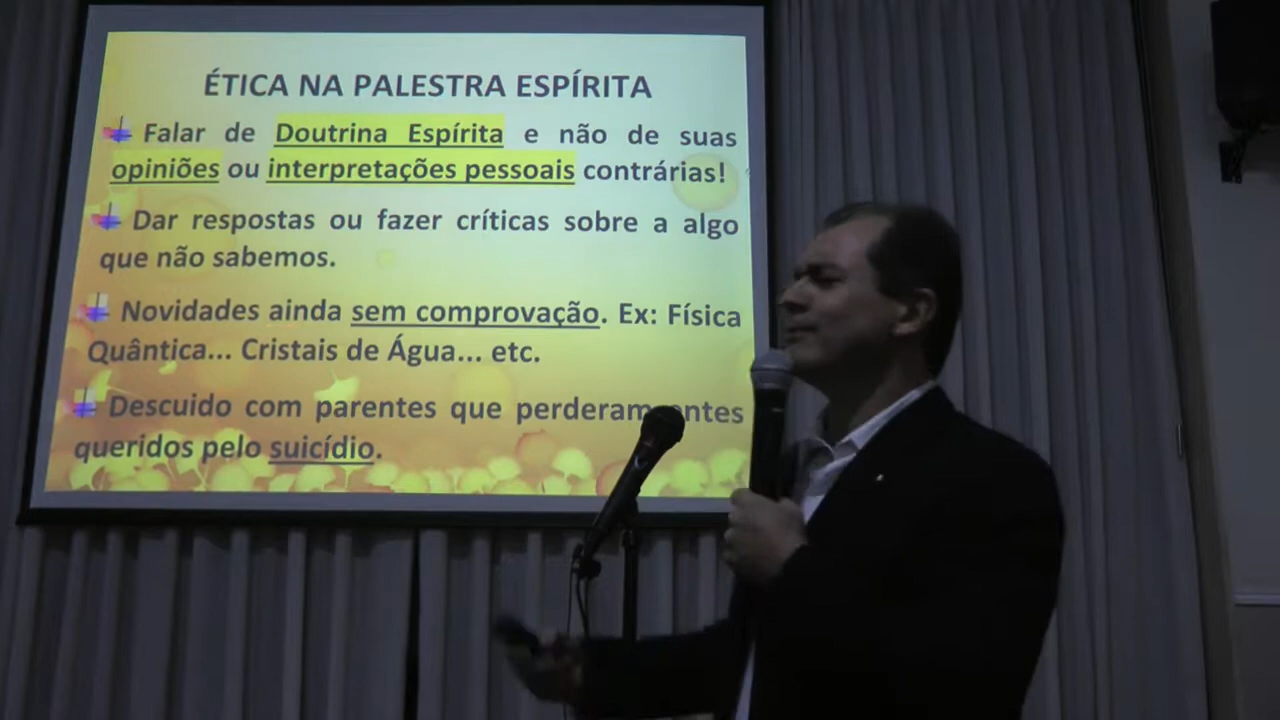 ÉTICA NA PALESTRA ESPÍRITA
Falar de Doutrina Espírita e não de suas
opiniões ou interpretações pessoais contrárias!
Dar respostas ou fazer críticas sobre a algo
que não sabemos.
Novidades ainda sem comprovação. Ex: Física
Quântica... Cristais de Água... etc.
Descuido com parentes que perderam entes
queridos pelo suicídio.